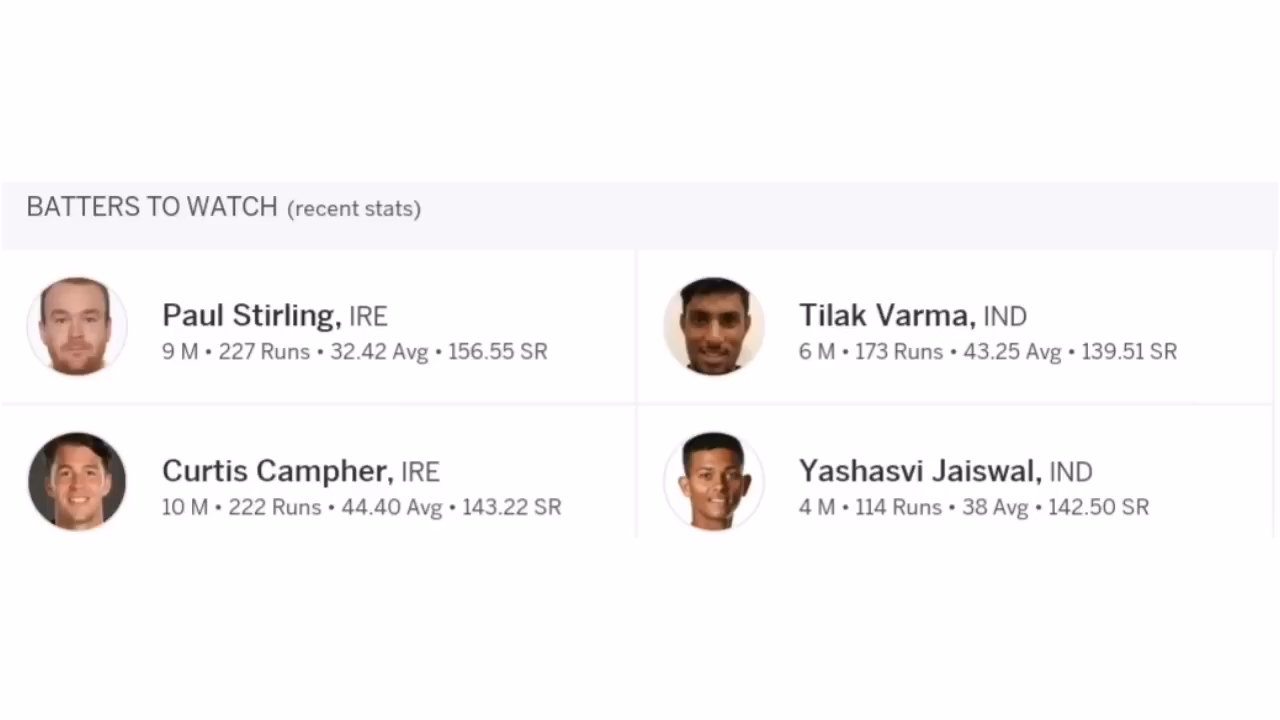 BATTERS TO WATCH (recent stats)
Paul Stirling, IRE
9 M • 227 Runs • 32.42 Avg • 156.55 SR
Tilak Varma, IND
6 M • 173 Runs • 43.25 Avg • 139.51 SR
Curtis Campher, IRE
10 M • 222 Runs • 44.40 Avg • 143.22 SR
Yashasvi Jaiswal, IND
4 M • 114 Runs • 38 Avg • 142.50 SR